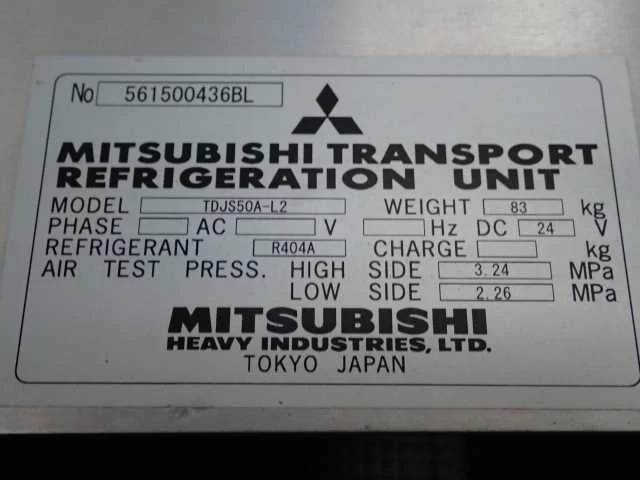 No 561500436BL
MITSUBISHI TRANSPORT
REFRIGERATION UNIT
MODEL TDJS50A-L2 WEIGHT 83 kg
PHASE AC V Hz DC 24 V
REFRIGERANT R404A CHARGE kg
AIR TEST PRESS. HIGH SIDE 3.24 MPa
LOW SIDE 2.26 MPa
MITSUBISHI
HEAVY INDUSTRIES, LTD.
TOKYO JAPAN